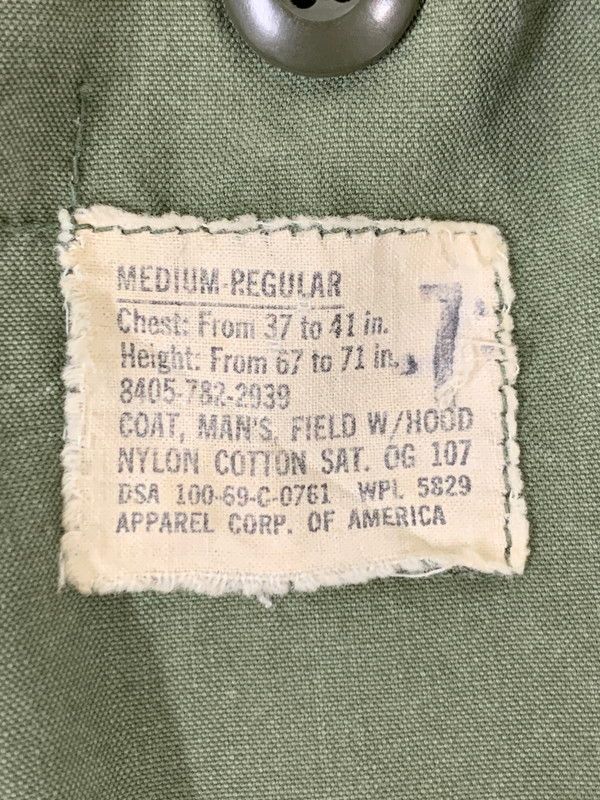 MEDIUM-REGULAR
Chest: From 37 to 41 in.
Height: From 67 to 71 in.
8405-782-2939
COAT, MAN'S, FIELD W/HOOD
NYLON COTTON SAT. OG 107
DSA 100-69-C-0761 WPL 5829
APPAREL CORP. OF AMERICA